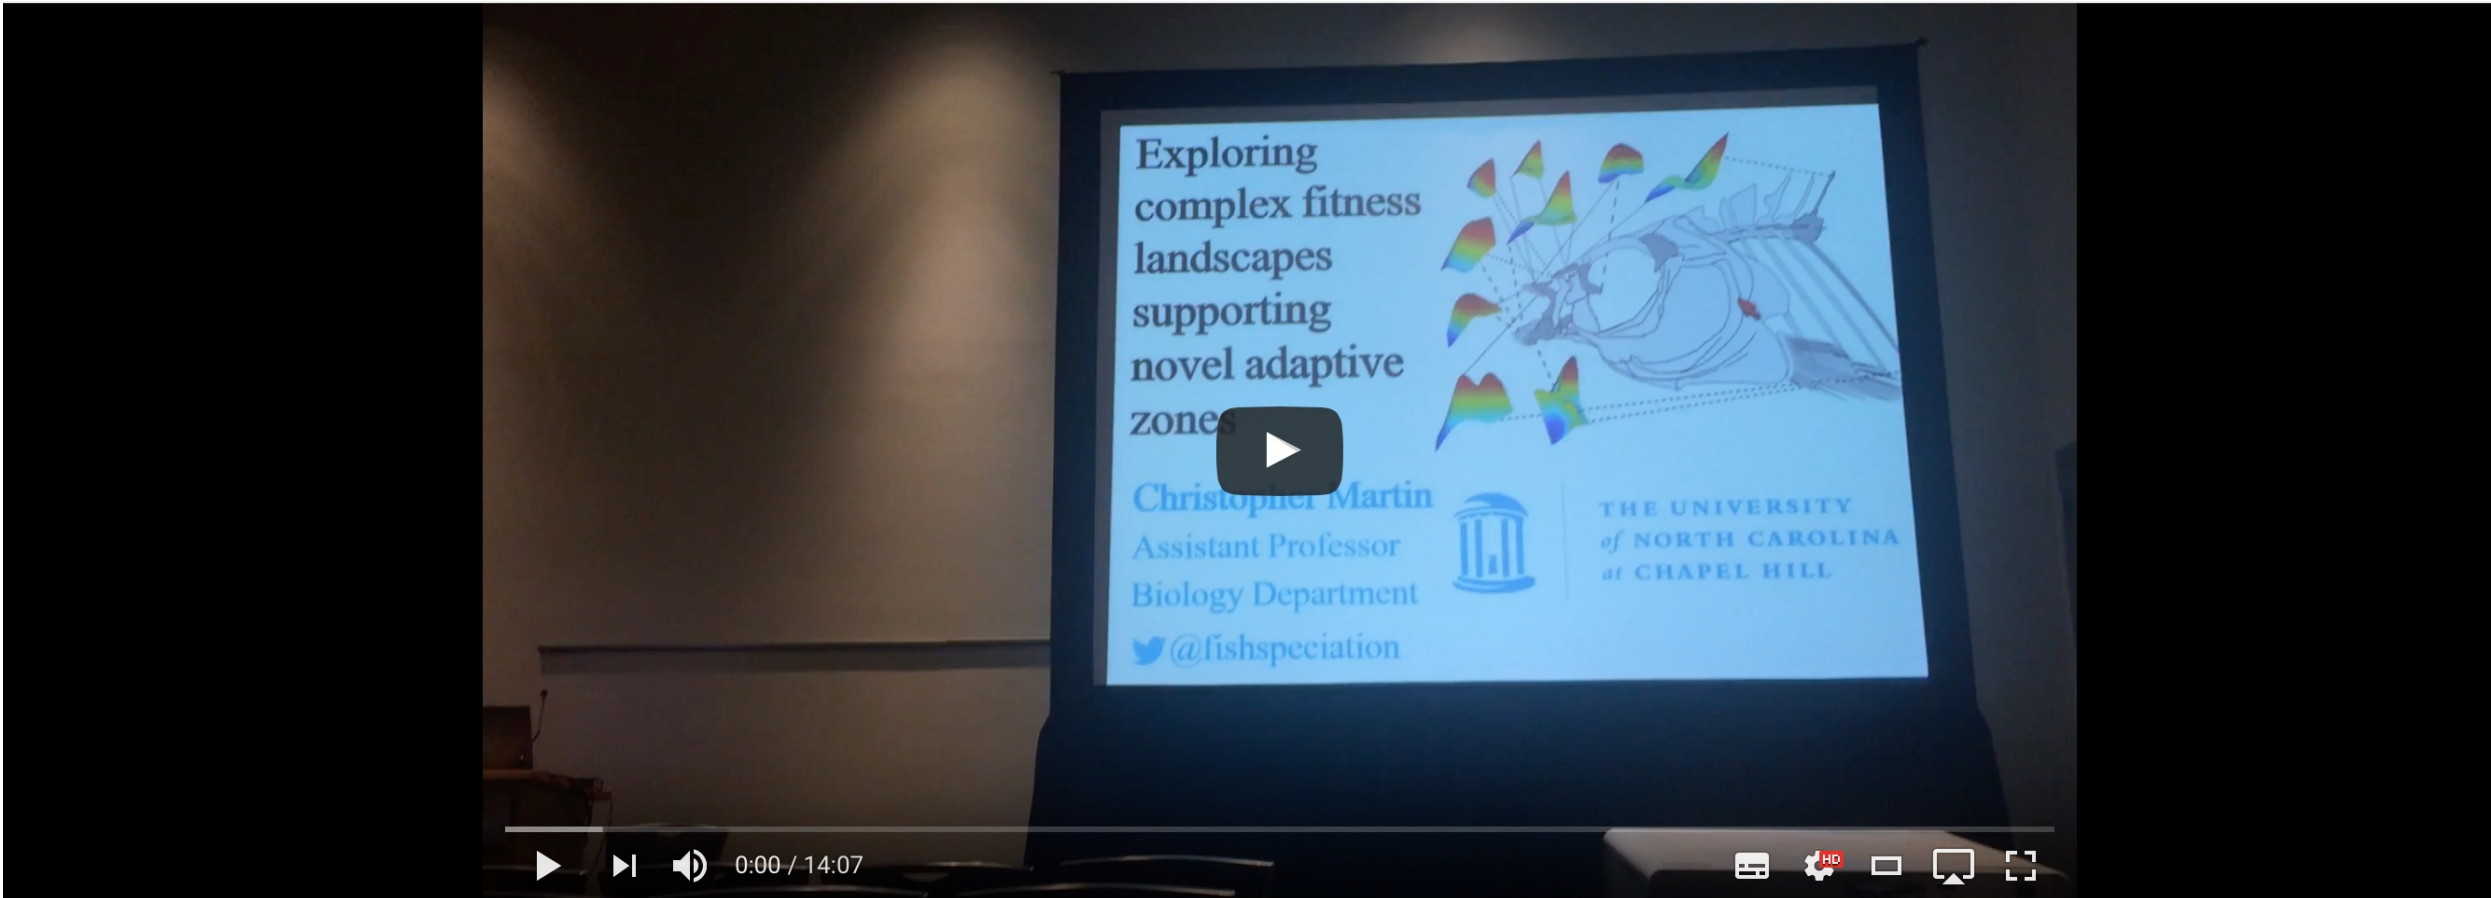 Exploring
complex fitness
landscapes
supporting
novel adaptive
zones
Christopher Martin
Assistant Professor
Biology Department
@fishspeciation
THE UNIVERSITY
of NORTH CAROLINA
at CHAPEL HILL
0:00 / 14:07
HD